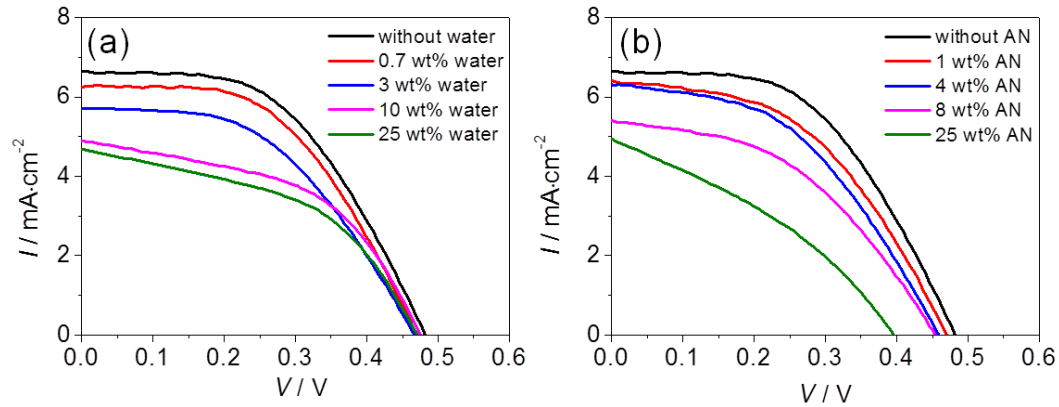 (a)
without water
0.7 wt% water
3 wt% water
10 wt% water
25 wt% water
8
6
4
2
0
I / mA·cm⁻²
0.0 0.1 0.2 0.3 0.4 0.5 0.6
V / V
(b)
without AN
1 wt% AN
4 wt% AN
8 wt% AN
25 wt% AN
8
6
4
2
0
I / mA·cm⁻²
0.0 0.1 0.2 0.3 0.4 0.5 0.6
V / V